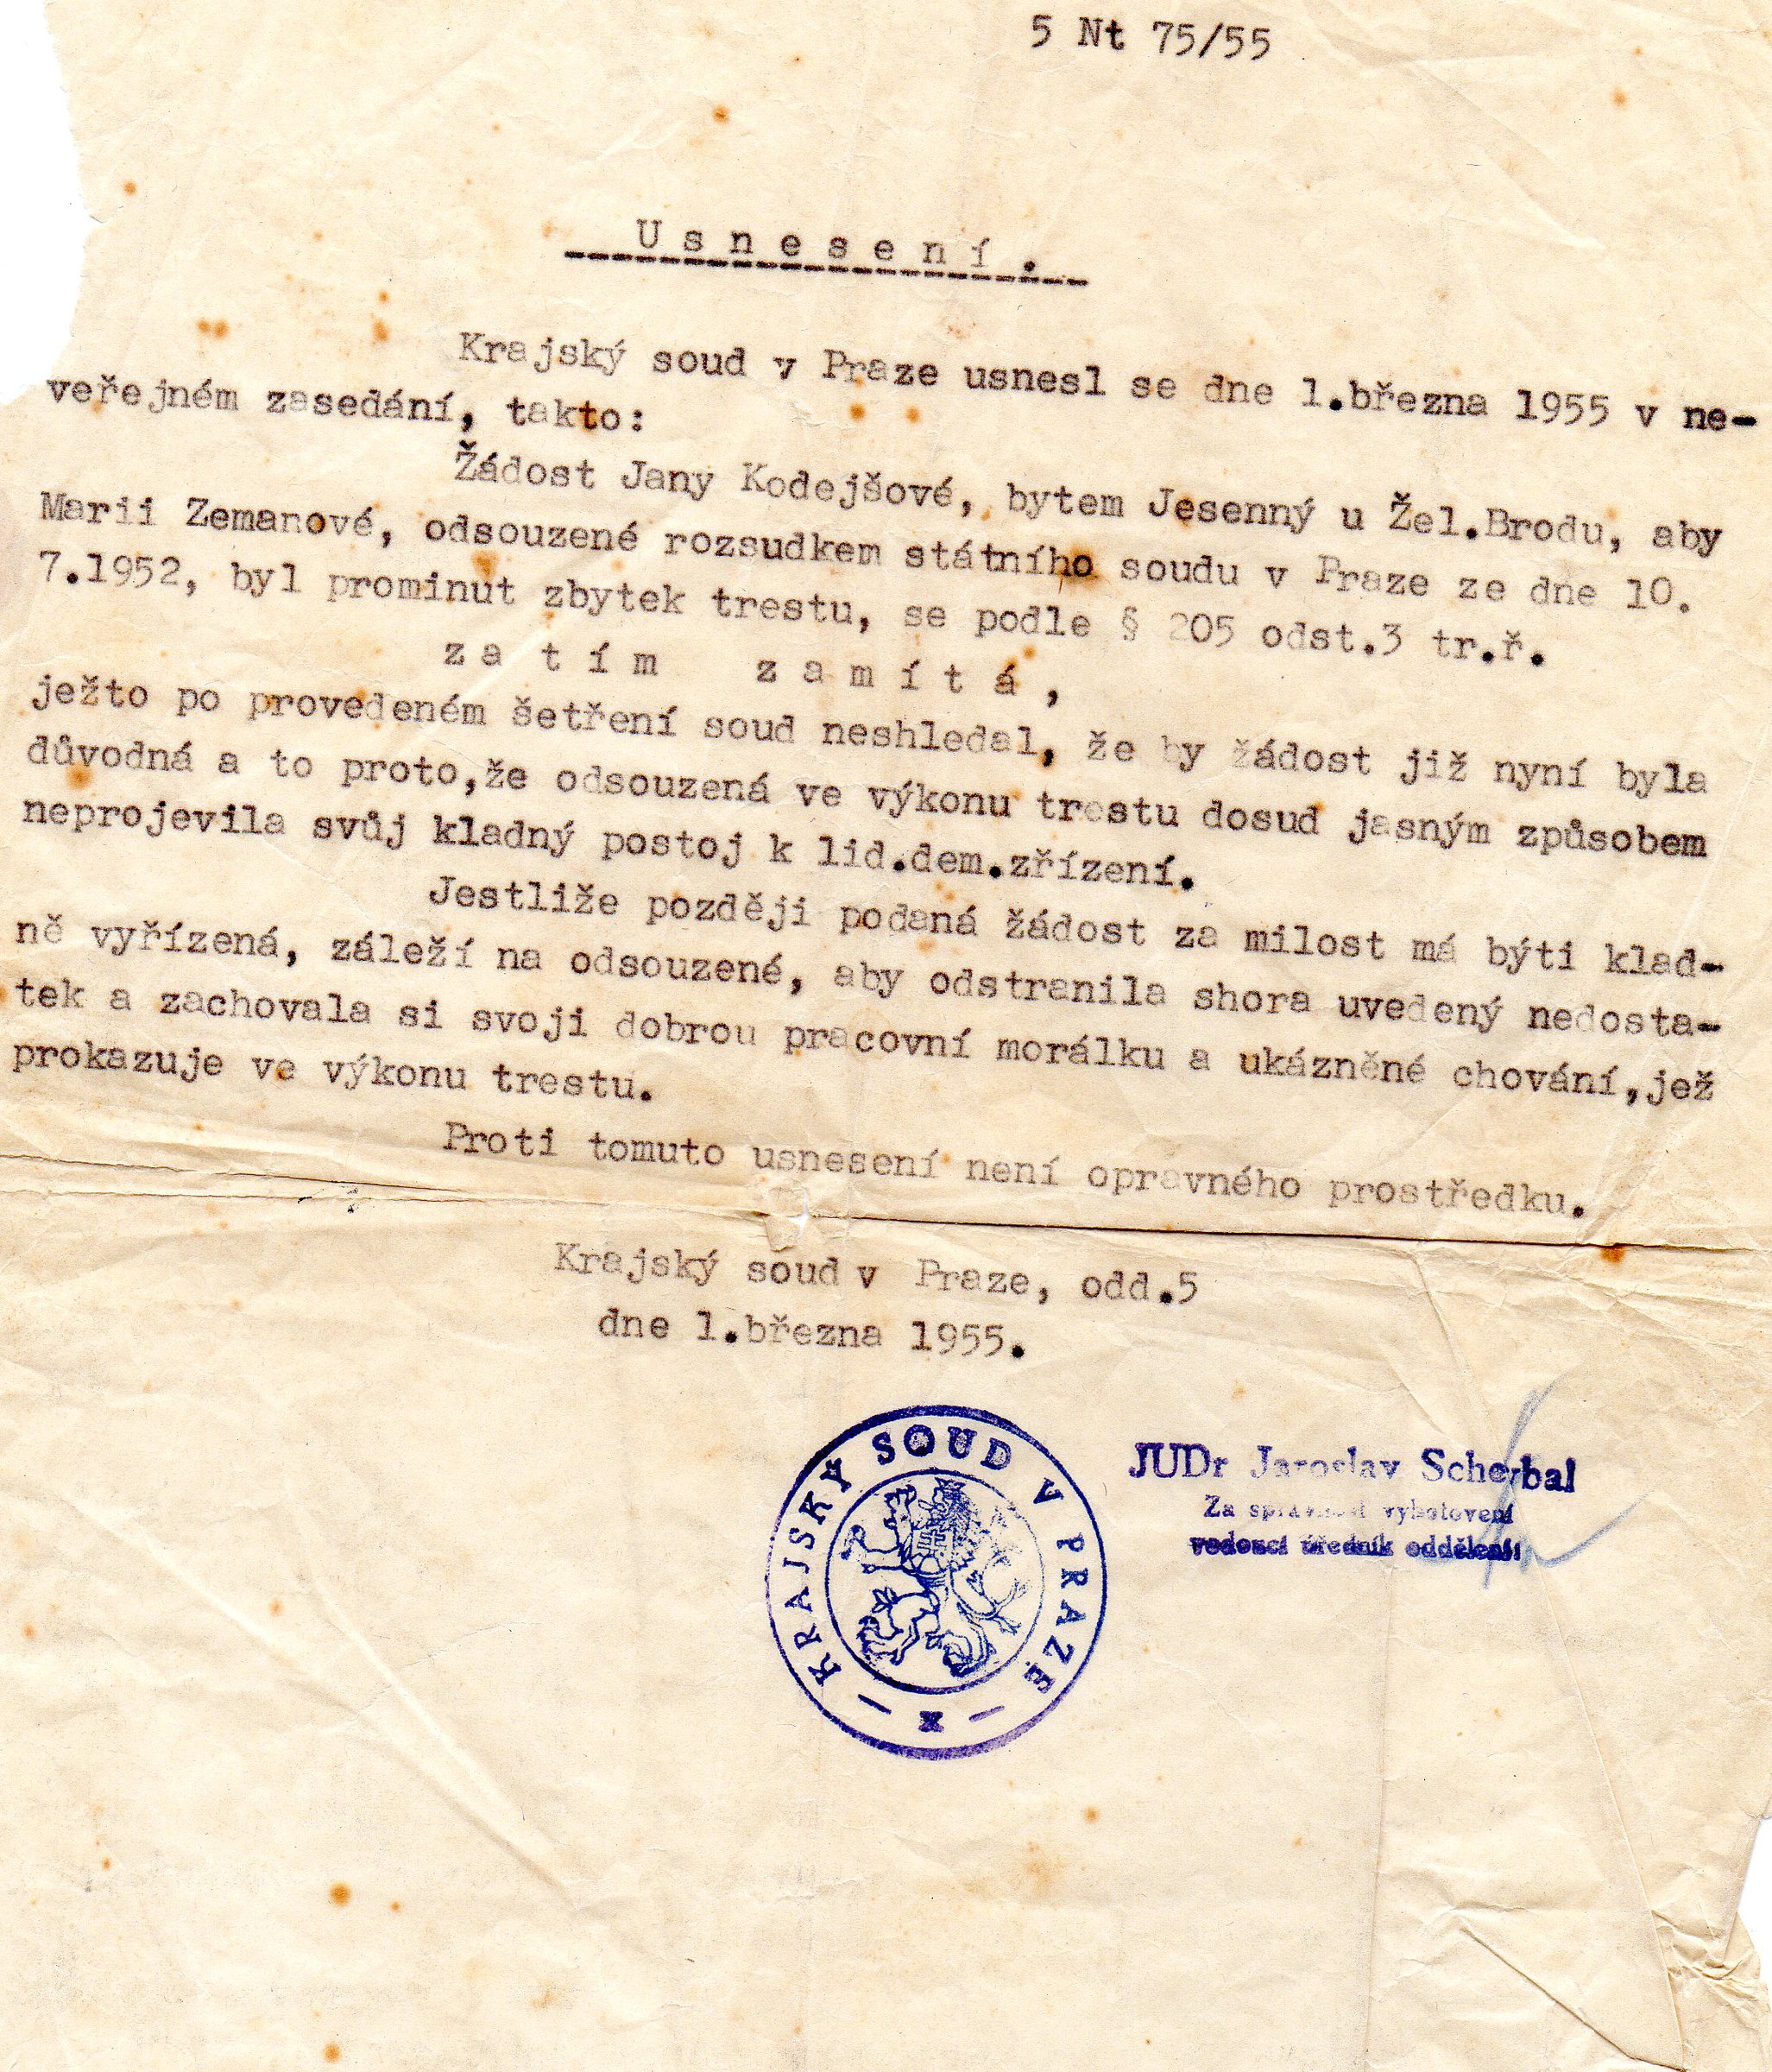 5 Nt 75/55
U s n e s e n í .
Krajský soud v Praze usnesl se dne 1.března 1955 v ne-
veřejném zasedání, takto:
Žádost Jany Kodejšové, bytem Jesenný u Žel.Brodu, aby
Marii Zemanové, odsouzené rozsudkem státního soudu v Praze ze dne 10.
7.1952, byl prominut zbytek trestu, se podle § 205 odst.3 tr.ř.
z a t í m   z a m í t á ,
ježto po provedeném šetření soud neshledal, že by žádost již nyní byla
důvodná a to proto,že odsouzená ve výkonu trestu dosud jasným způsobem
neprojevila svůj kladný postoj k lid.dem.zřízení.
Jestliže později podaná žádost za milost má býti klad-
ně vyřízená, záleží na odsouzené, aby odstranila shora uvedený nedosta-
tek a zachovala si svoji dobrou pracovní morálku a ukázněné chování,jež
prokazuje ve výkonu trestu.
Proti tomuto usnesení není opravného prostředku.
Krajský soud v Praze, odd.5
dne 1.března 1955.
KRAJSKÝ SOUD V PRAZE
JUDr Jaroslav Scheybal
Za správnost vyhotovení
vedoucí úředník oddělení: